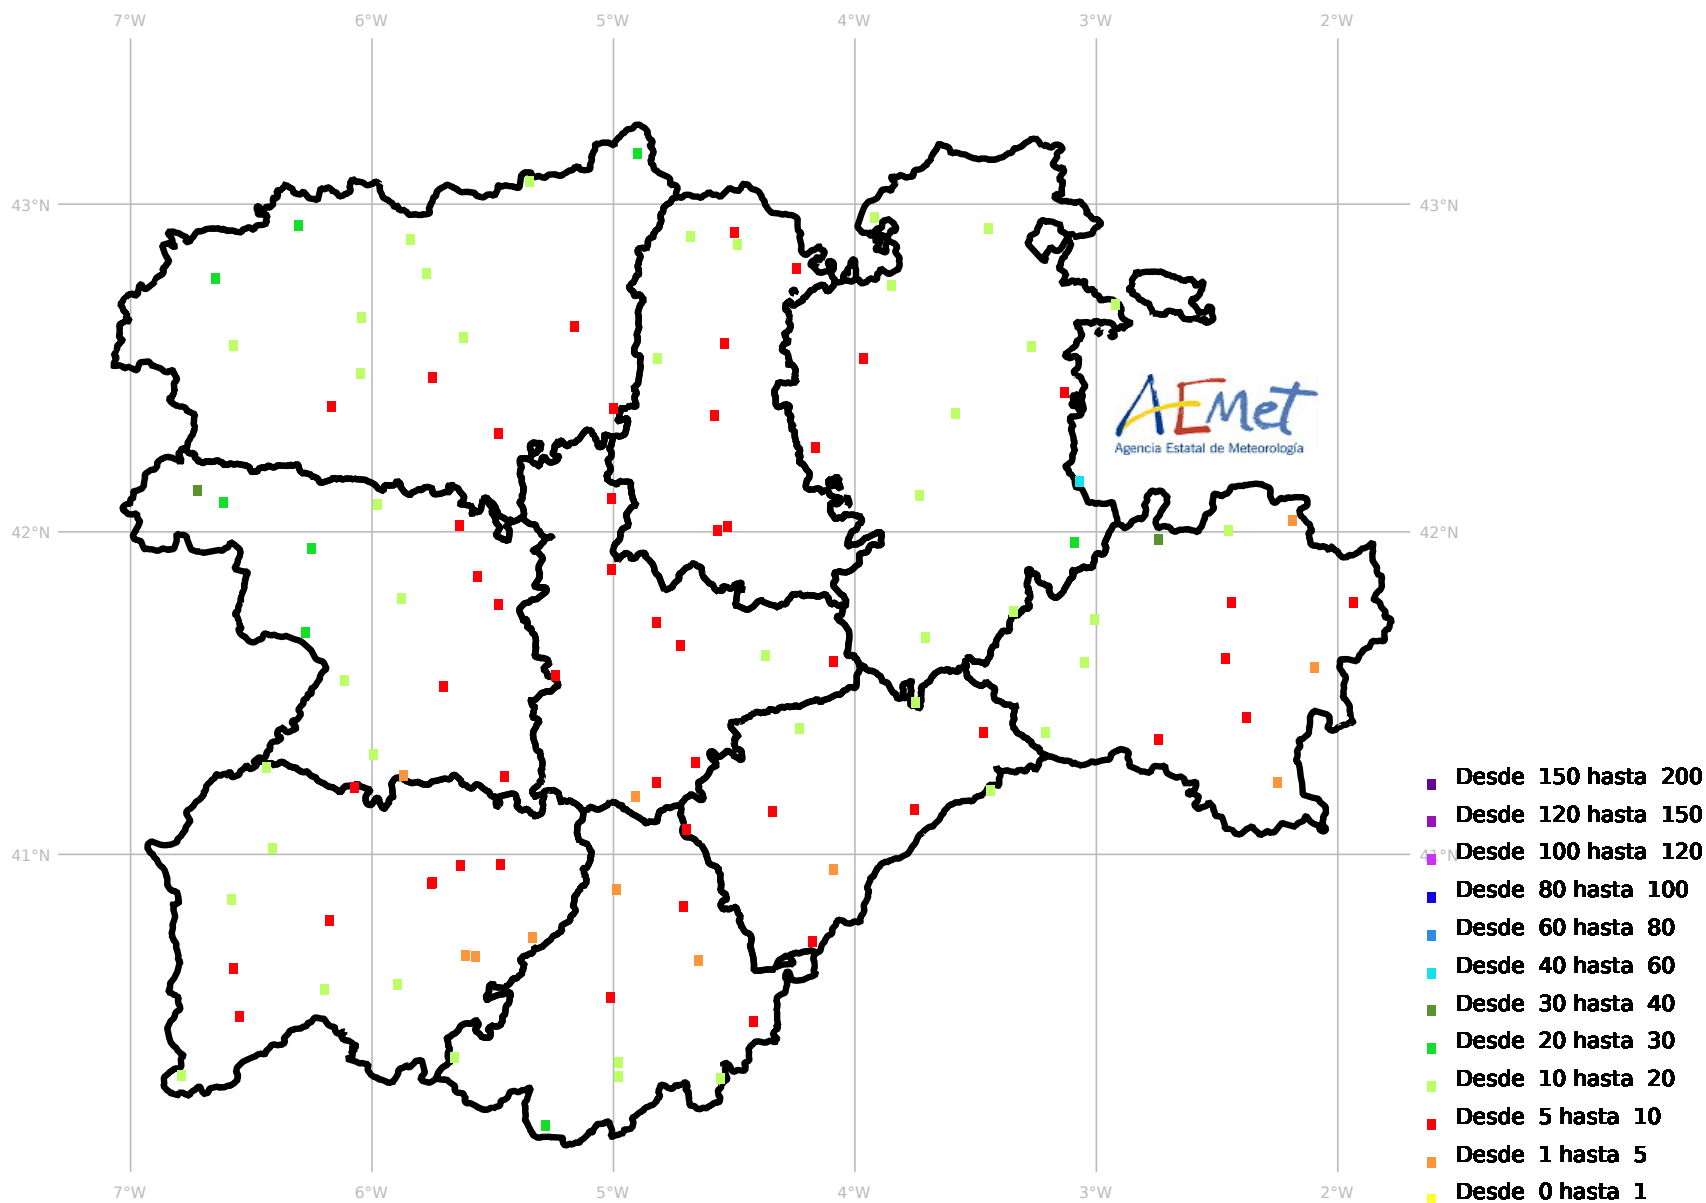 7°W 6°W 5°W 4°W 3°W 2°W
43°N 43°N
AEMet
Agencia Estatal de Meteorología
42°N 42°N
Desde 150 hasta 200
Desde 120 hasta 150
41°N 41°N
Desde 100 hasta 120
Desde 80 hasta 100
Desde 60 hasta 80
Desde 40 hasta 60
Desde 30 hasta 40
Desde 20 hasta 30
Desde 10 hasta 20
Desde 5 hasta 10
Desde 1 hasta 5
Desde 0 hasta 1
7°W 6°W 5°W 4°W 3°W 2°W